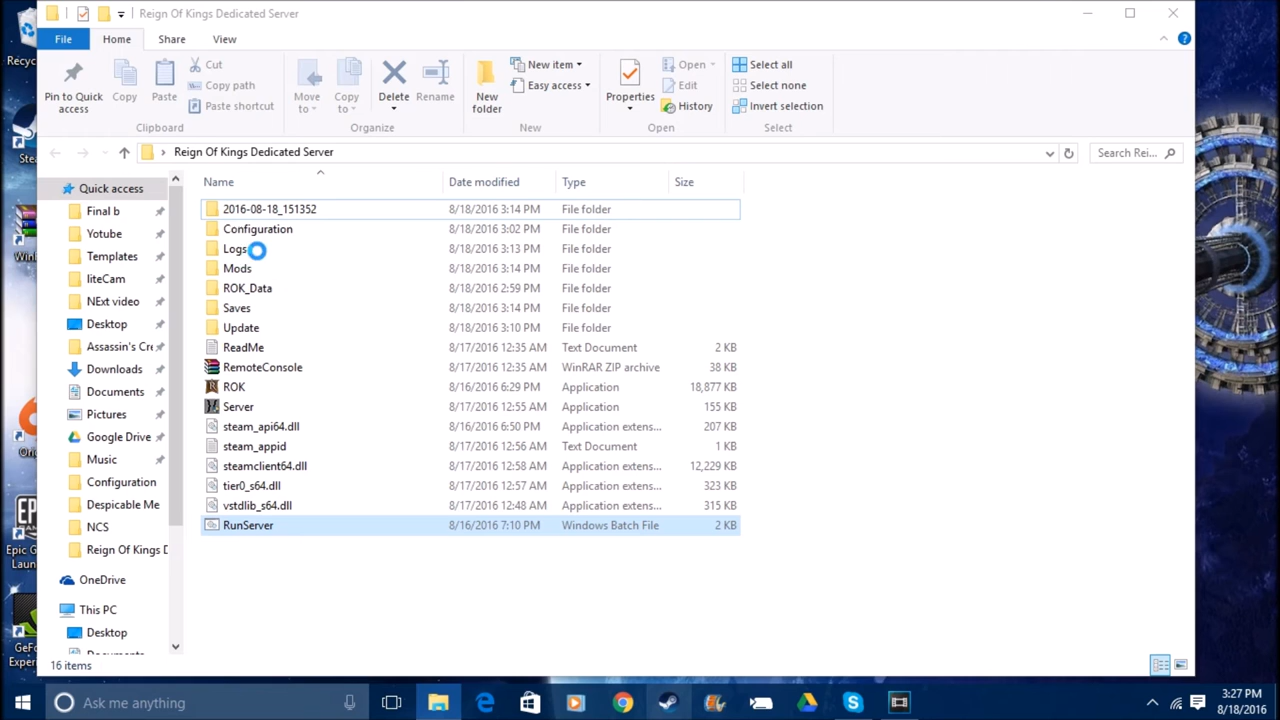 Reign Of Kings Dedicated Server
File Home Share View
Pin to Quick access
Copy
Paste
Cut
Copy path
Paste shortcut
Clipboard
Move to
Copy to
Delete
Rename
Organize
New folder
New item
Easy access
New
Properties
Open
Edit
History
Open
Select all
Select none
Invert selection
Select
Reign Of Kings Dedicated Server
Search Rei...
Name Date modified Type Size
2016-08-18_151352 8/18/2016 3:14 PM File folder
Configuration 8/18/2016 3:02 PM File folder
Logs 8/18/2016 3:13 PM File folder
Mods 8/18/2016 3:14 PM File folder
ROK_Data 8/18/2016 2:59 PM File folder
Saves 8/18/2016 3:14 PM File folder
Update 8/18/2016 3:10 PM File folder
ReadMe 8/17/2016 12:35 AM Text Document 2 KB
RemoteConsole 8/17/2016 12:35 AM WinRAR ZIP archive 38 KB
ROK 8/16/2016 6:29 PM Application 18,877 KB
Server 8/17/2016 12:55 AM Application 155 KB
steam_api64.dll 8/16/2016 6:50 PM Application extens... 207 KB
steam_appid 8/17/2016 12:56 AM Text Document 1 KB
steamclient64.dll 8/17/2016 12:58 AM Application extens... 12,229 KB
tier0_s64.dll 8/17/2016 12:57 AM Application extens... 323 KB
vstdlib_s64.dll 8/17/2016 12:48 AM Application extens... 315 KB
RunServer 8/16/2016 7:10 PM Windows Batch File 2 KB
Quick access
Final b
Yotube
Templates
liteCam
NExt video
Desktop
Assassin's Cre
Downloads
Documents
Pictures
Google Drive
Music
Configuration
Despicable Me
NCS
Reign Of Kings D
OneDrive
This PC
Desktop
Documents
16 items
Recyc
Stea
Win
Epic G
Laun
GeFo
Experi
Ask me anything
3:27 PM
8/18/2016